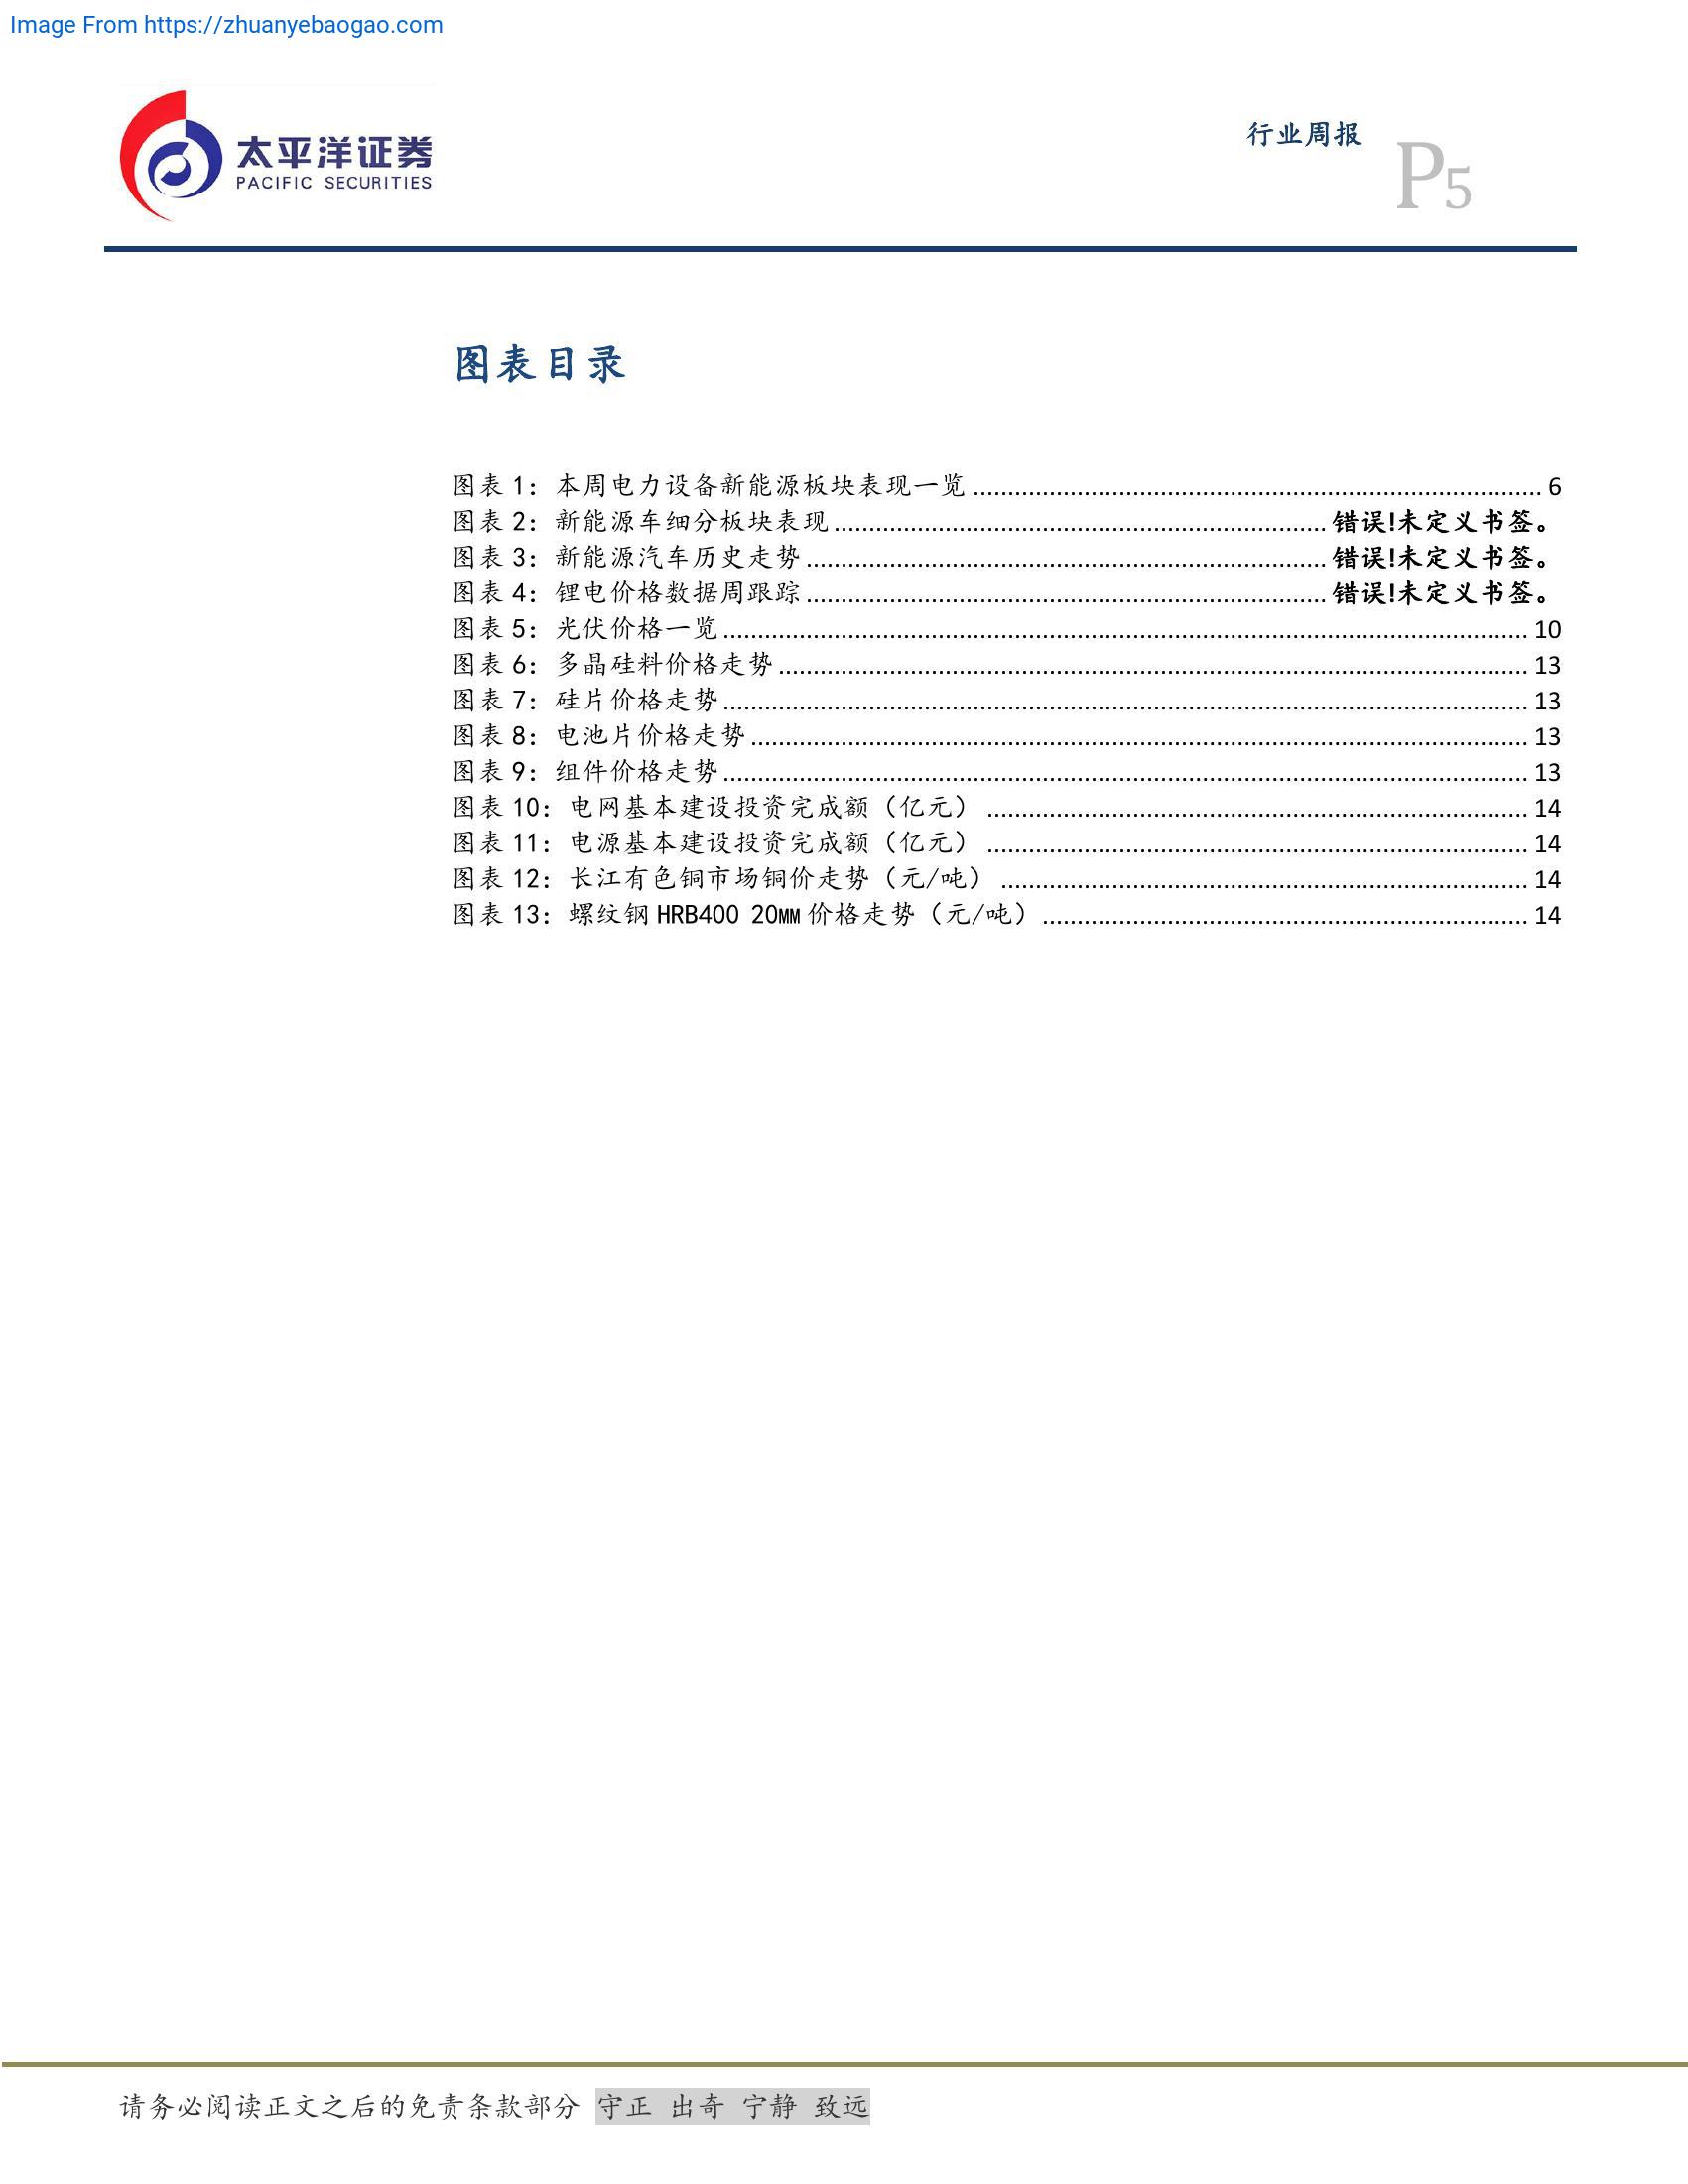 Image From https://zhuanyebaogao.com
太平洋证券
PACIFIC SECURITIES
行业周报
P5
图表目录
图表 1：本周电力设备新能源板块表现一览 ........ 6
图表 2：新能源车细分板块表现 ........ 错误!未定义书签。
图表 3：新能源汽车历史走势 ........ 错误!未定义书签。
图表 4：锂电价格数据周跟踪 ........ 错误!未定义书签。
图表 5：光伏价格一览 ........ 10
图表 6：多晶硅料价格走势 ........ 13
图表 7：硅片价格走势 ........ 13
图表 8：电池片价格走势 ........ 13
图表 9：组件价格走势 ........ 13
图表 10：电网基本建设投资完成额（亿元） ........ 14
图表 11：电源基本建设投资完成额（亿元） ........ 14
图表 12：长江有色铜市场铜价走势（元/吨） ........ 14
图表 13：螺纹钢 HRB400 20MM 价格走势（元/吨） ........ 14
请务必阅读正文之后的免责条款部分 守正 出奇 宁静 致远